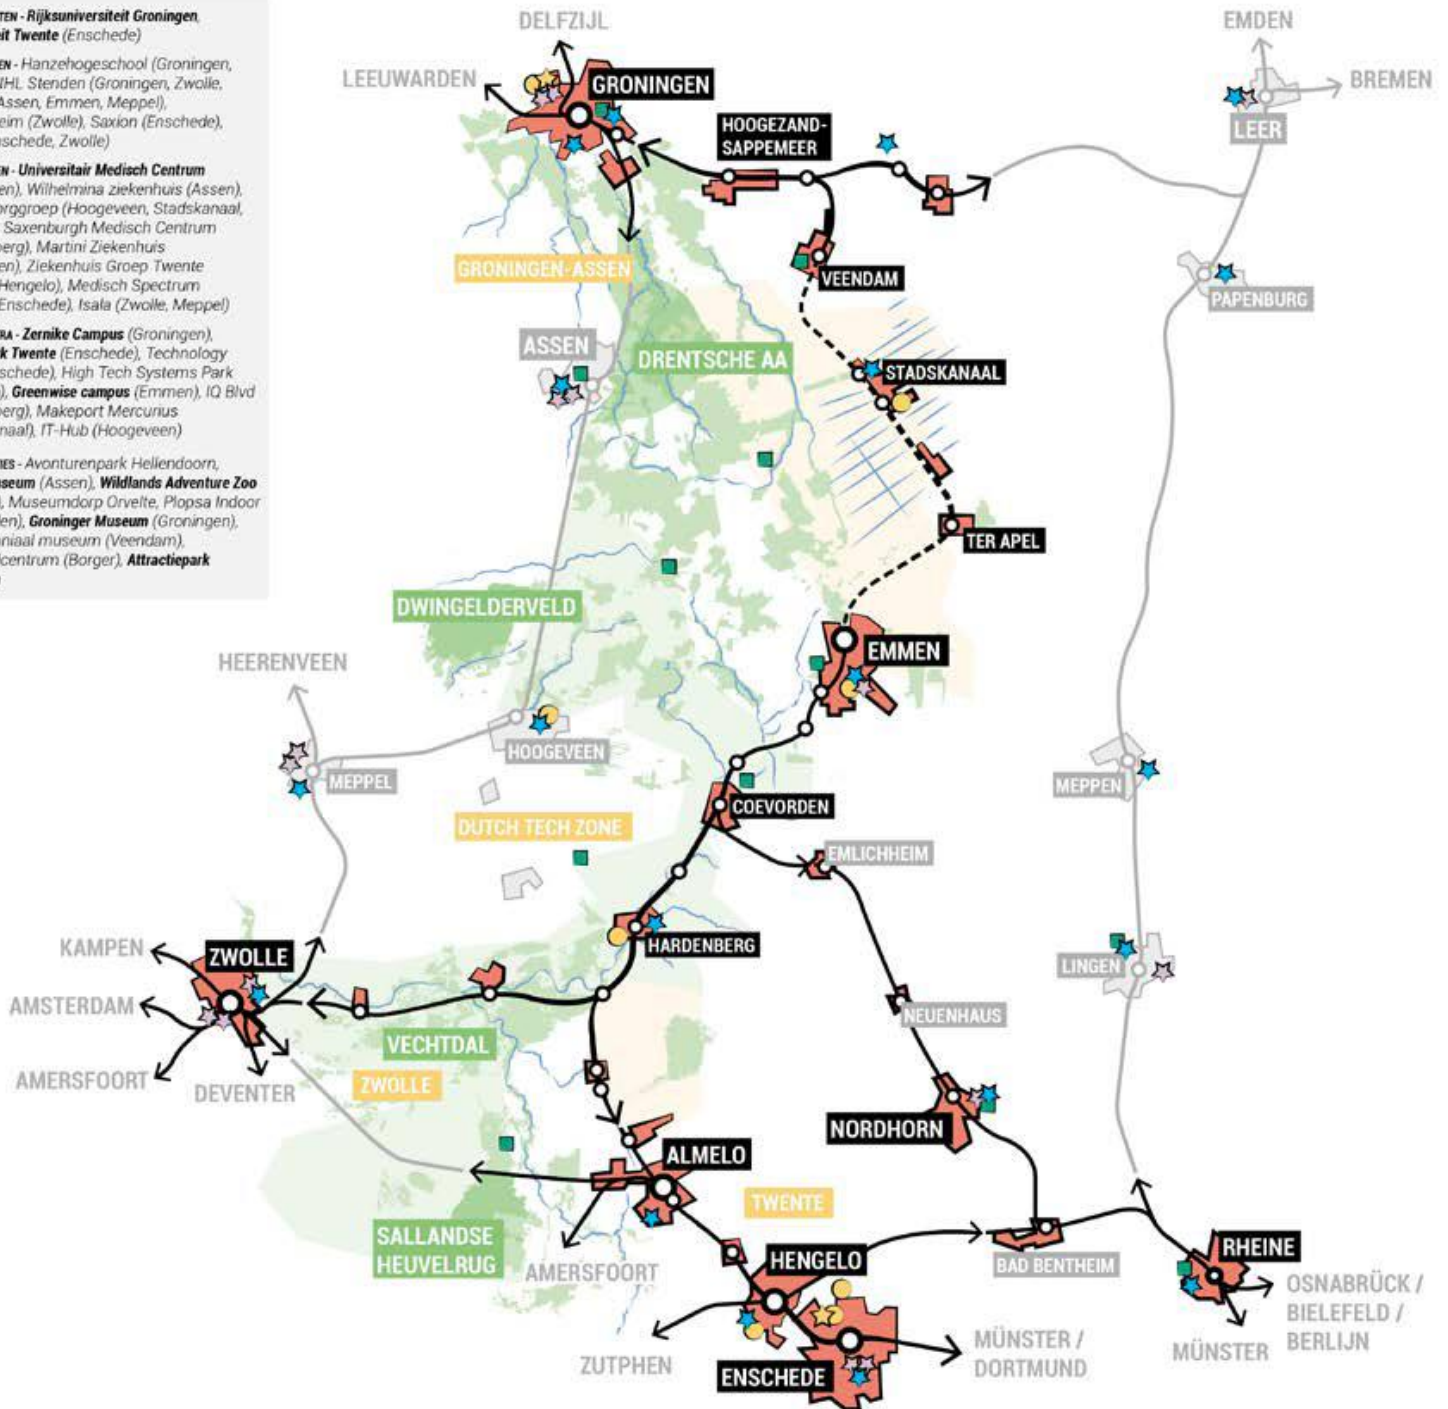 TEN - Rijksuniversiteit Groningen,
it Twente (Enschede)
EN - Hanzehogeschool (Groningen,
NHL Stenden (Groningen, Zwolle,
Assen, Emmen, Meppel),
eim (Zwolle), Saxion (Enschede),
schede, Zwolle)
EN - Universitair Medisch Centrum
en), Wilhelmina ziekenhuis (Assen),
orggroep (Hoogeveen, Stadskanaal,
Saxenburgh Medisch Centrum
berg), Martini Ziekenhuis
en), Ziekenhuis Groep Twente
Hengelo), Medisch Spectrum
Enschede), Isala (Zwolle, Meppel)
RA - Zernike Campus (Groningen),
k Twente (Enschede), Technology
schede), High Tech Systems Park
), Greenwise campus (Emmen), IQ Blvd
berg), Makeport Mercurius
naal), IT-Hub (Hoogeveen)
IES - Avonturenpark Hellendoorn,
useum (Assen), Wildlands Adventure Zoo
), Museumdorp Orvelte, Plopsa Indoor
den), Groninger Museum (Groningen),
niaal museum (Veendam),
dcentrum (Borger), Attractiepark
DELFZIJL
EMDEN
LEEUWARDEN
GRONINGEN
BREMEN
HOOGEZAND-
SAPPEMEER
LEER
GRONINGEN-ASSEN
VEENDAM
PAPENBURG
ASSEN
DRENTSCHE AA
STADSKANAAL
TER APEL
DWINGELDERVELD
HEERENVEEN
EMMEN
HOOGEVEEN
MEPPEL
MEPPEN
COEVORDEN
DUTCH TECH ZONE
EMLICHHEIM
KAMPEN
ZWOLLE
HARDENBERG
LINGEN
AMSTERDAM
NEUENHAUS
VECHTDAL
AMERSFOORT
DEVENTER
ZWOLLE
NORDHORN
ALMELO
TWENTE
SALLANDSE
HEUVELRUG
AMERSFOORT
HENGELO
BAD BENTHEIM
RHEINE
OSNABRÜCK /
BIELEFELD /
BERLIJN
ZUTPHEN
ENSCHEDE
MÜNSTER /
DORTMUND
MÜNSTER